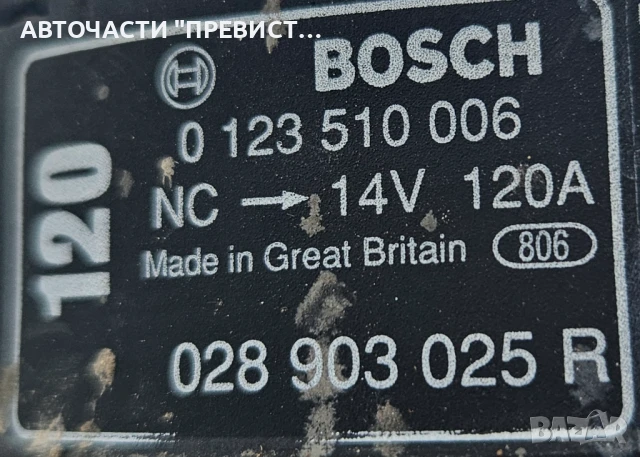 АВТОЧАСТИ "ПРЕВИСТ...
BOSCH
0 123 510 006
NC → 14V 120A
Made in Great Britain 806
028 903 025 R
120
BAZAR